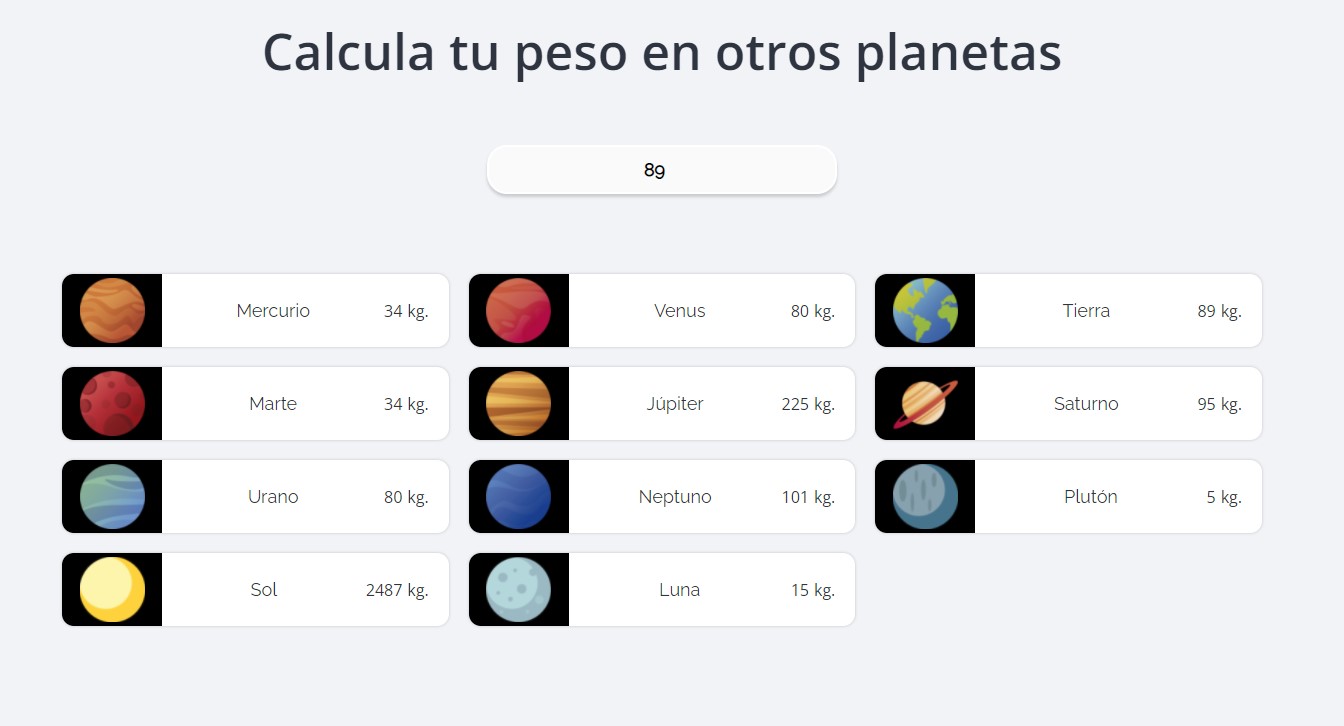 Calcula tu peso en otros planetas
89
Mercurio 34 kg.
Venus 80 kg.
Tierra 89 kg.
Marte 34 kg.
Júpiter 225 kg.
Saturno 95 kg.
Urano 80 kg.
Neptuno 101 kg.
Plutón 5 kg.
Sol 2487 kg.
Luna 15 kg.